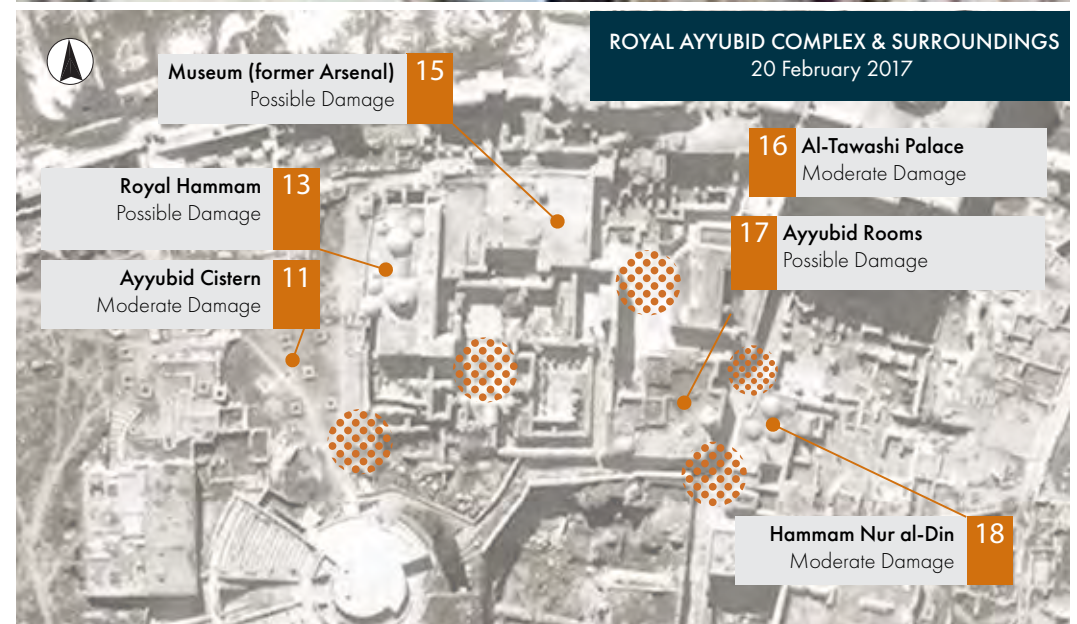 ROYAL AYYUBID COMPLEX & SURROUNDINGS
20 February 2017
Museum (former Arsenal)
Possible Damage
15
16
Al-Tawashi Palace
Moderate Damage
Royal Hammam
Possible Damage
13
17
Ayyubid Rooms
Possible Damage
Ayyubid Cistern
Moderate Damage
11
Hammam Nur al-Din
Moderate Damage
18